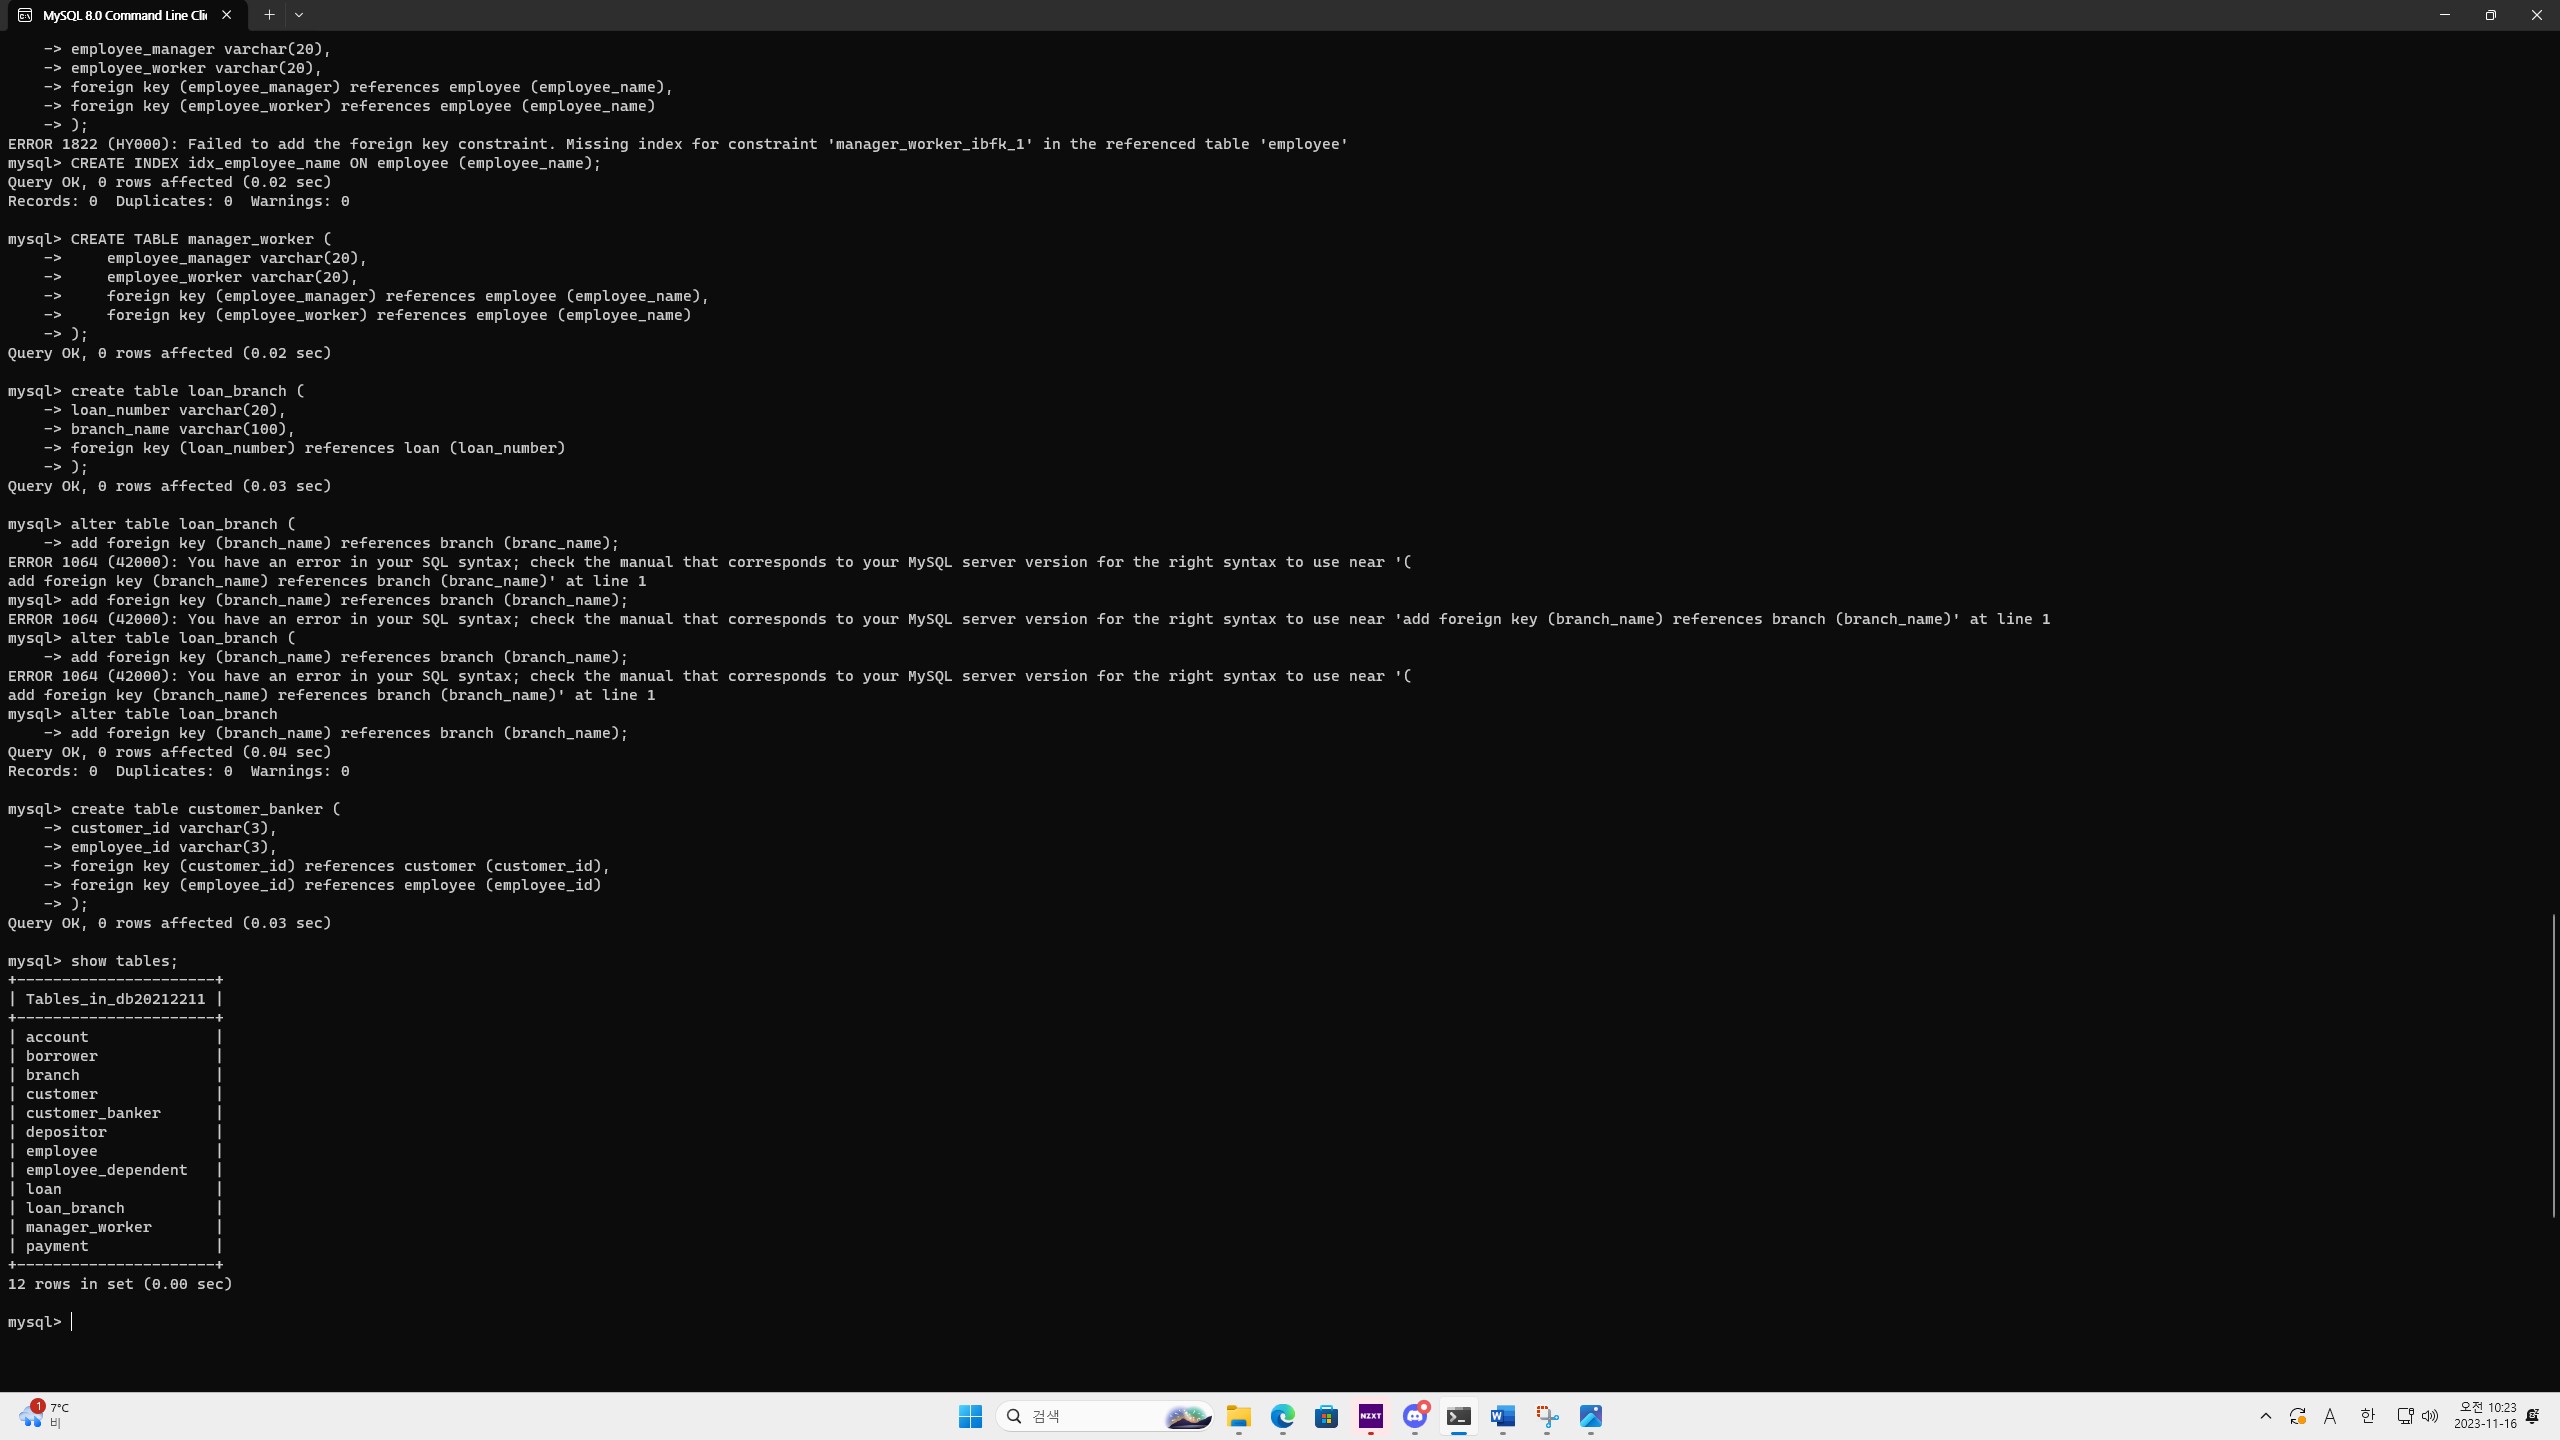 MySQL 8.0 Command Line Cli
    -> employee_manager varchar(20),
    -> employee_worker varchar(20),
    -> foreign key (employee_manager) references employee (employee_name),
    -> foreign key (employee_worker) references employee (employee_name)
    -> );
ERROR 1822 (HY000): Failed to add the foreign key constraint. Missing index for constraint 'manager_worker_ibfk_1' in the referenced table 'employee'
mysql> CREATE INDEX idx_employee_name ON employee (employee_name);
Query OK, 0 rows affected (0.02 sec)
Records: 0  Duplicates: 0  Warnings: 0

mysql> CREATE TABLE manager_worker (
    ->     employee_manager varchar(20),
    ->     employee_worker varchar(20),
    ->     foreign key (employee_manager) references employee (employee_name),
    ->     foreign key (employee_worker) references employee (employee_name)
    -> );
Query OK, 0 rows affected (0.02 sec)

mysql> create table loan_branch (
    -> loan_number varchar(20),
    -> branch_name varchar(100),
    -> foreign key (loan_number) references loan (loan_number)
    -> );
Query OK, 0 rows affected (0.03 sec)

mysql> alter table loan_branch (
    -> add foreign key (branch_name) references branch (branc_name);
ERROR 1064 (42000): You have an error in your SQL syntax; check the manual that corresponds to your MySQL server version for the right syntax to use near '(
add foreign key (branch_name) references branch (branc_name)' at line 1
mysql> add foreign key (branch_name) references branch (branch_name);
ERROR 1064 (42000): You have an error in your SQL syntax; check the manual that corresponds to your MySQL server version for the right syntax to use near 'add foreign key (branch_name) references branch (branch_name)' at line 1
mysql> alter table loan_branch (
    -> add foreign key (branch_name) references branch (branch_name);
ERROR 1064 (42000): You have an error in your SQL syntax; check the manual that corresponds to your MySQL server version for the right syntax to use near '(
add foreign key (branch_name) references branch (branch_name)' at line 1
mysql> alter table loan_branch
    -> add foreign key (branch_name) references branch (branch_name);
Query OK, 0 rows affected (0.04 sec)
Records: 0  Duplicates: 0  Warnings: 0

mysql> create table customer_banker (
    -> customer_id varchar(3),
    -> employee_id varchar(3),
    -> foreign key (customer_id) references customer (customer_id),
    -> foreign key (employee_id) references employee (employee_id)
    -> );
Query OK, 0 rows affected (0.03 sec)

mysql> show tables;
+----------------------+
| Tables_in_db20212211 |
+----------------------+
| account              |
| borrower             |
| branch               |
| customer             |
| customer_banker      |
| depositor            |
| employee             |
| employee_dependent   |
| loan                 |
| loan_branch          |
| manager_worker       |
| payment              |
+----------------------+
12 rows in set (0.00 sec)

mysql>
1 7°C
비
검색
NZXT
A 한
오전 10:23
2023-11-16